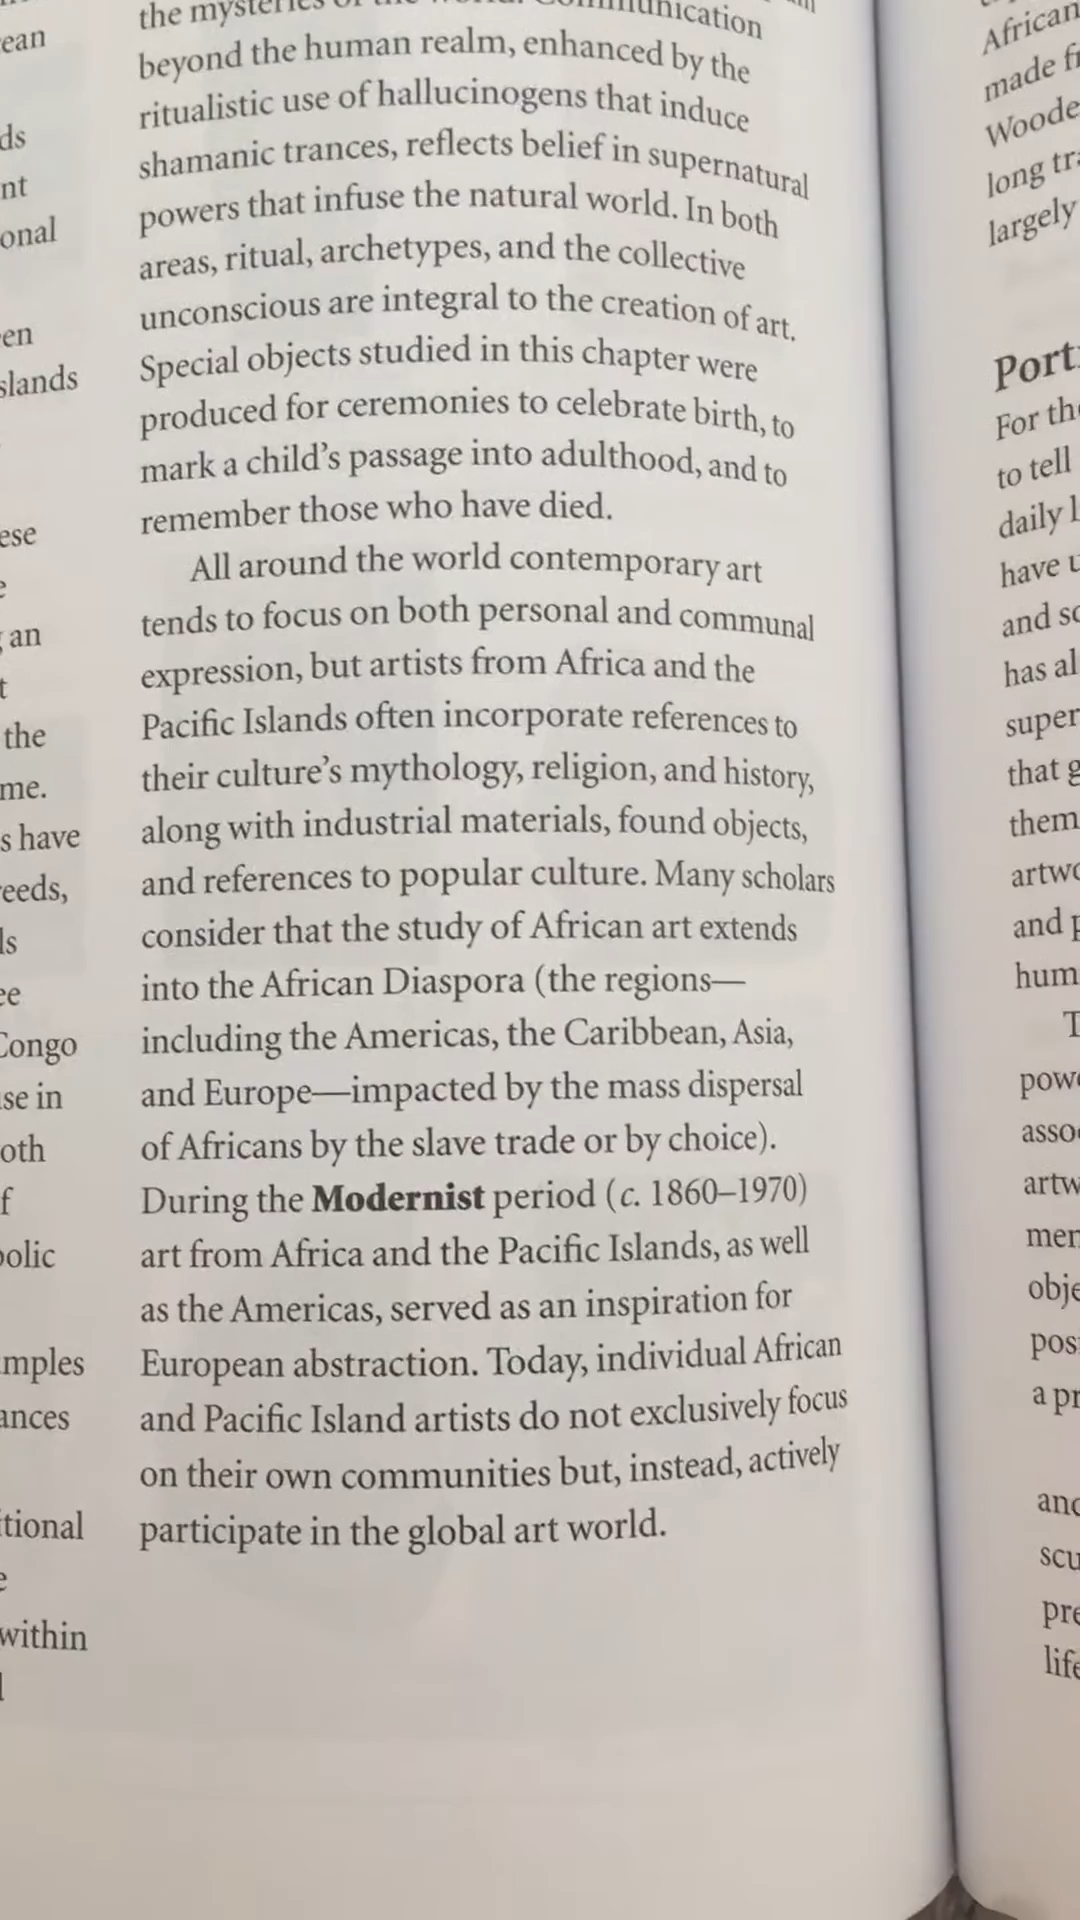 ean
ds
nt
onal
en
slands
ese
e
an
t
the
me.
s have
eeds,
ls
ee
Congo
se in
oth
f
bolic
mples
ances
tional
e
within
the mysteries of the
beyond the human realm, enhanced by the
ritualistic use of hallucinogens that induce
shamanic trances, reflects belief in supernatural
powers that infuse the natural world. In both
areas, ritual, archetypes, and the collective
unconscious are integral to the creation of art.
Special objects studied in this chapter were
produced for ceremonies to celebrate birth, to
mark a child's passage into adulthood, and to
remember those who have died.
All around the world contemporary art
tends to focus on both personal and communal
expression, but artists from Africa and the
Pacific Islands often incorporate references to
their culture's mythology, religion, and history,
along with industrial materials, found objects,
and references to popular culture. Many scholars
consider that the study of African art extends
into the African Diaspora (the regions—
including the Americas, the Caribbean, Asia,
and Europe—impacted by the mass dispersal
of Africans by the slave trade or by choice).
During the Modernist period (c. 1860–1970)
art from Africa and the Pacific Islands, as well
as the Americas, served as an inspiration for
European abstraction. Today, individual African
and Pacific Island artists do not exclusively focus
on their own communities but, instead, actively
participate in the global art world.
African
made f
Woode
long tr
largely
Port
For the
to tell
daily l
have u
and so
has al
super
that g
them
artwo
and p
hum
T
powe
asso
artw
mer
obje
pos
a pr
and
scu
pre
life